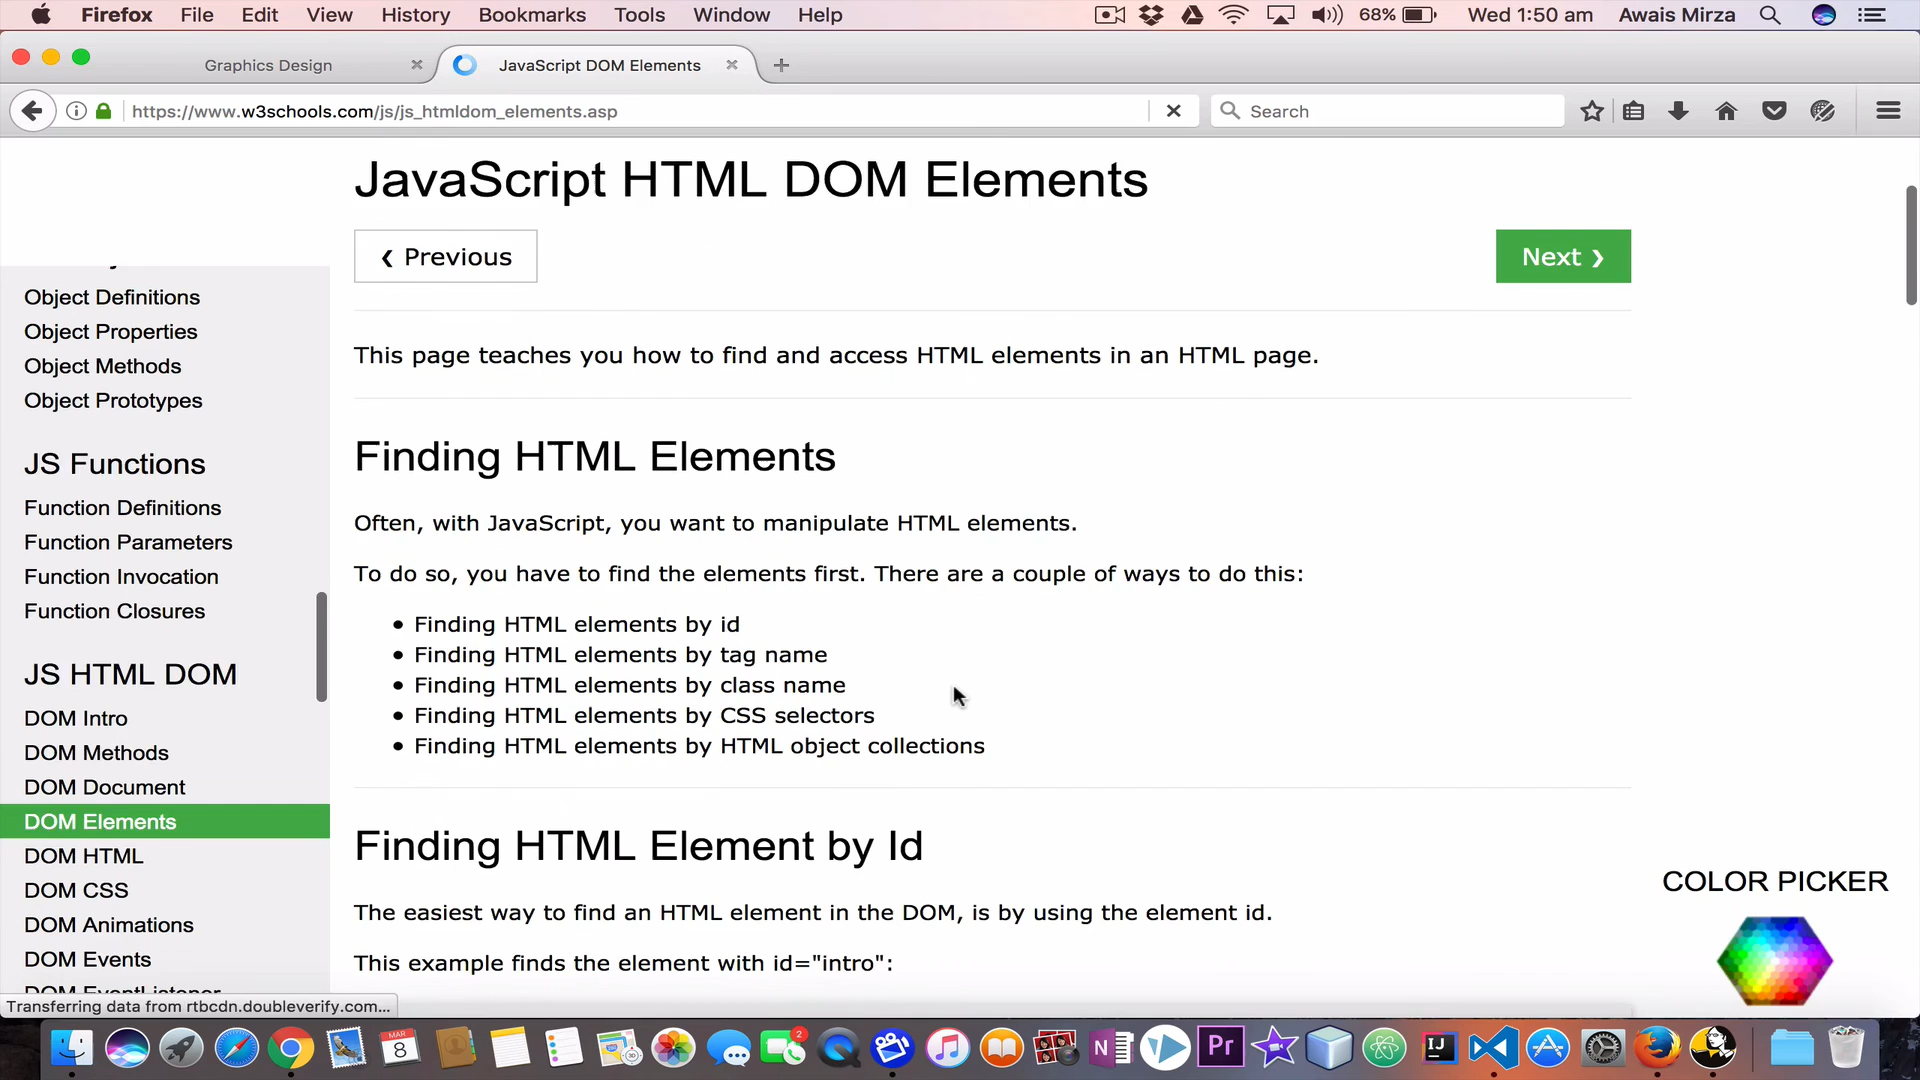 Firefox File Edit View History Bookmarks Tools Window Help 68% Wed 1:50 am Awais Mirza
Graphics Design
JavaScript DOM Elements
https://www.w3schools.com/js/js_htmldom_elements.asp
Search
JavaScript HTML DOM Elements
❮ Previous
Next ❯
This page teaches you how to find and access HTML elements in an HTML page.
Finding HTML Elements
Often, with JavaScript, you want to manipulate HTML elements.
To do so, you have to find the elements first. There are a couple of ways to do this:
• Finding HTML elements by id
• Finding HTML elements by tag name
• Finding HTML elements by class name
• Finding HTML elements by CSS selectors
• Finding HTML elements by HTML object collections
Finding HTML Element by Id
The easiest way to find an HTML element in the DOM, is by using the element id.
This example finds the element with id="intro":
Object Definitions
Object Properties
Object Methods
Object Prototypes
JS Functions
Function Definitions
Function Parameters
Function Invocation
Function Closures
JS HTML DOM
DOM Intro
DOM Methods
DOM Document
DOM Elements
DOM HTML
DOM CSS
DOM Animations
DOM Events
DOM EventListener
COLOR PICKER
Transferring data from rtbcdn.doubleverify.com...
MAR
8
2
N
Pr
IJ